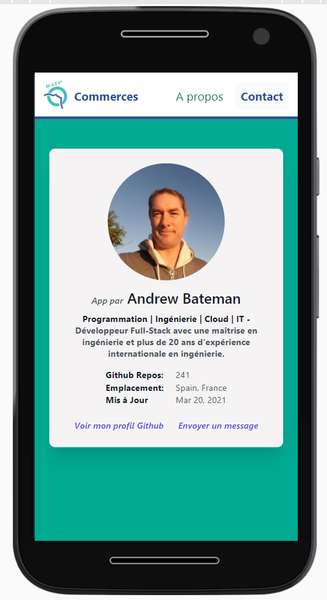 Commerces
A propos
Contact
App par Andrew Bateman
Programmation | Ingénierie | Cloud | IT -
Développeur Full-Stack avec une maîtrise en
ingénierie et plus de 20 ans d'expérience
internationale en ingénierie.
Github Repos: 241
Emplacement: Spain, France
Mis à Jour Mar 20, 2021
Voir mon profil Github
Envoyer un message